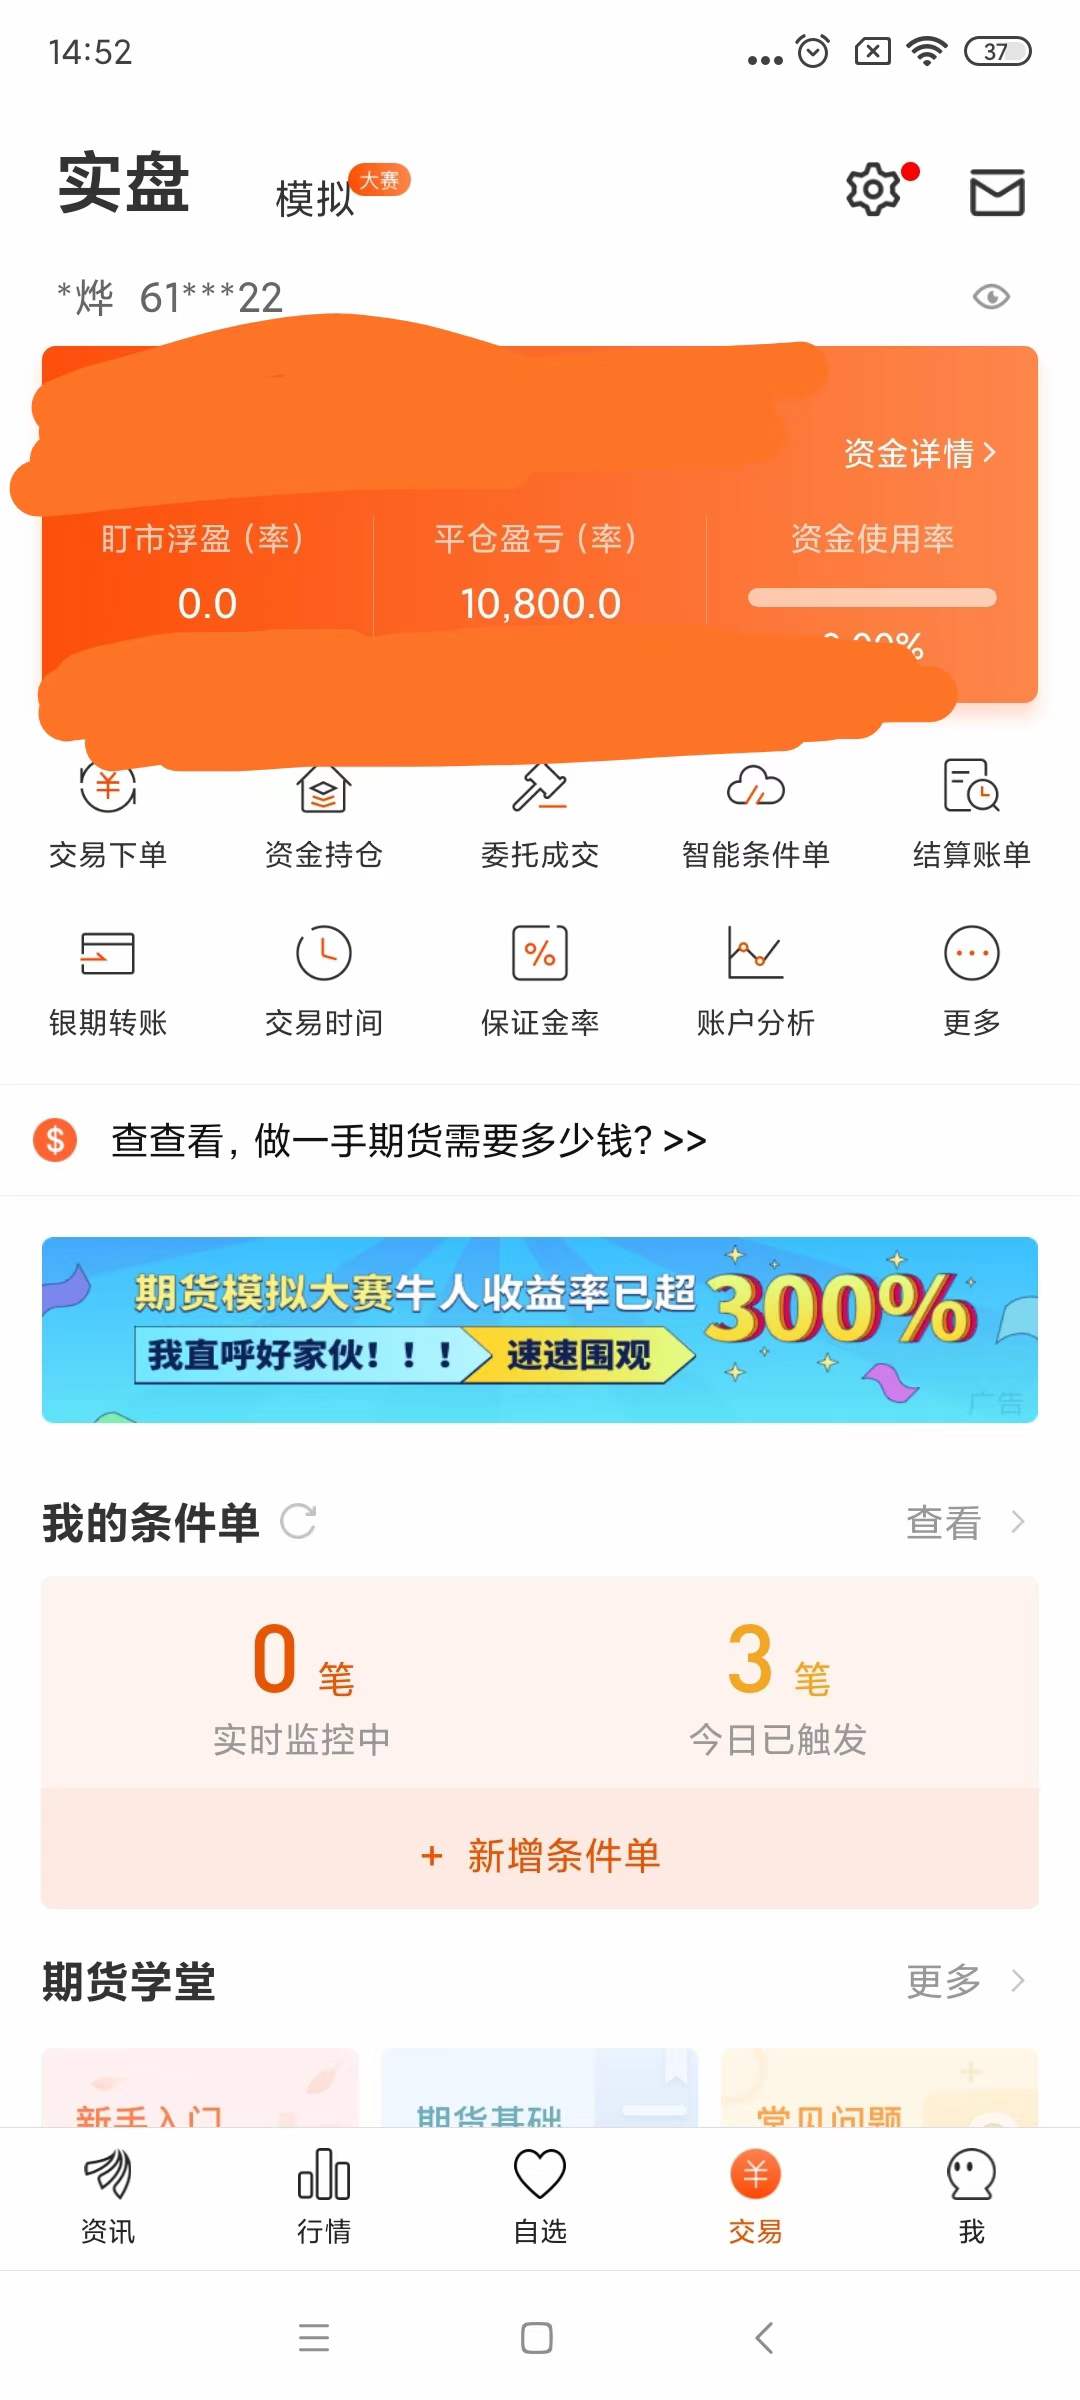 14:52
37
实盘
模拟
大赛
*烨 61***22
资金详情
盯市浮盈（率）
平仓盈亏（率）
资金使用率
0.0
10,800.0
交易下单
资金持仓
委托成交
智能条件单
结算账单
银期转账
交易时间
保证金率
账户分析
更多
查查看，做一手期货需要多少钱？>>
期货模拟大赛牛人收益率已超300%
我直呼好家伙！！！ 速速围观
广告
我的条件单
查看
0 笔
3 笔
实时监控中
今日已触发
+ 新增条件单
期货学堂
更多
新手入门
期货基础
常见问题
资讯
行情
自选
交易
我